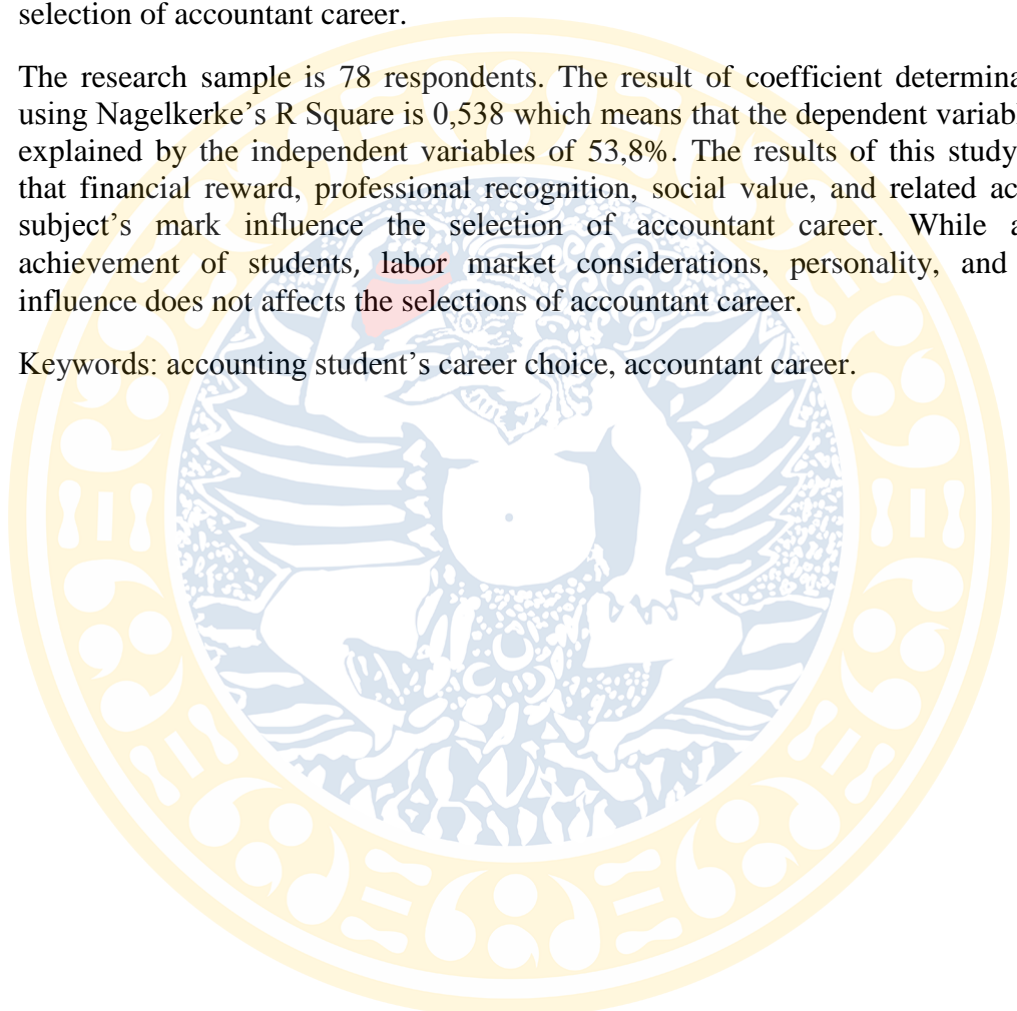 selection of accountant career.
The research sample is 78 respondents. The result of coefficient
using Nagelkerke’s R Square is 0,538 which means that the dependent
explained by the independent variables of 53,8%. The results of this study
that financial reward, professional recognition, social value, and related
subject’s mark influence the selection of accountant career. While
achievement of students, labor market considerations, personality, and
influence does not affects the selections of accountant career.
Keywords: accounting student’s career choice, accountant career.